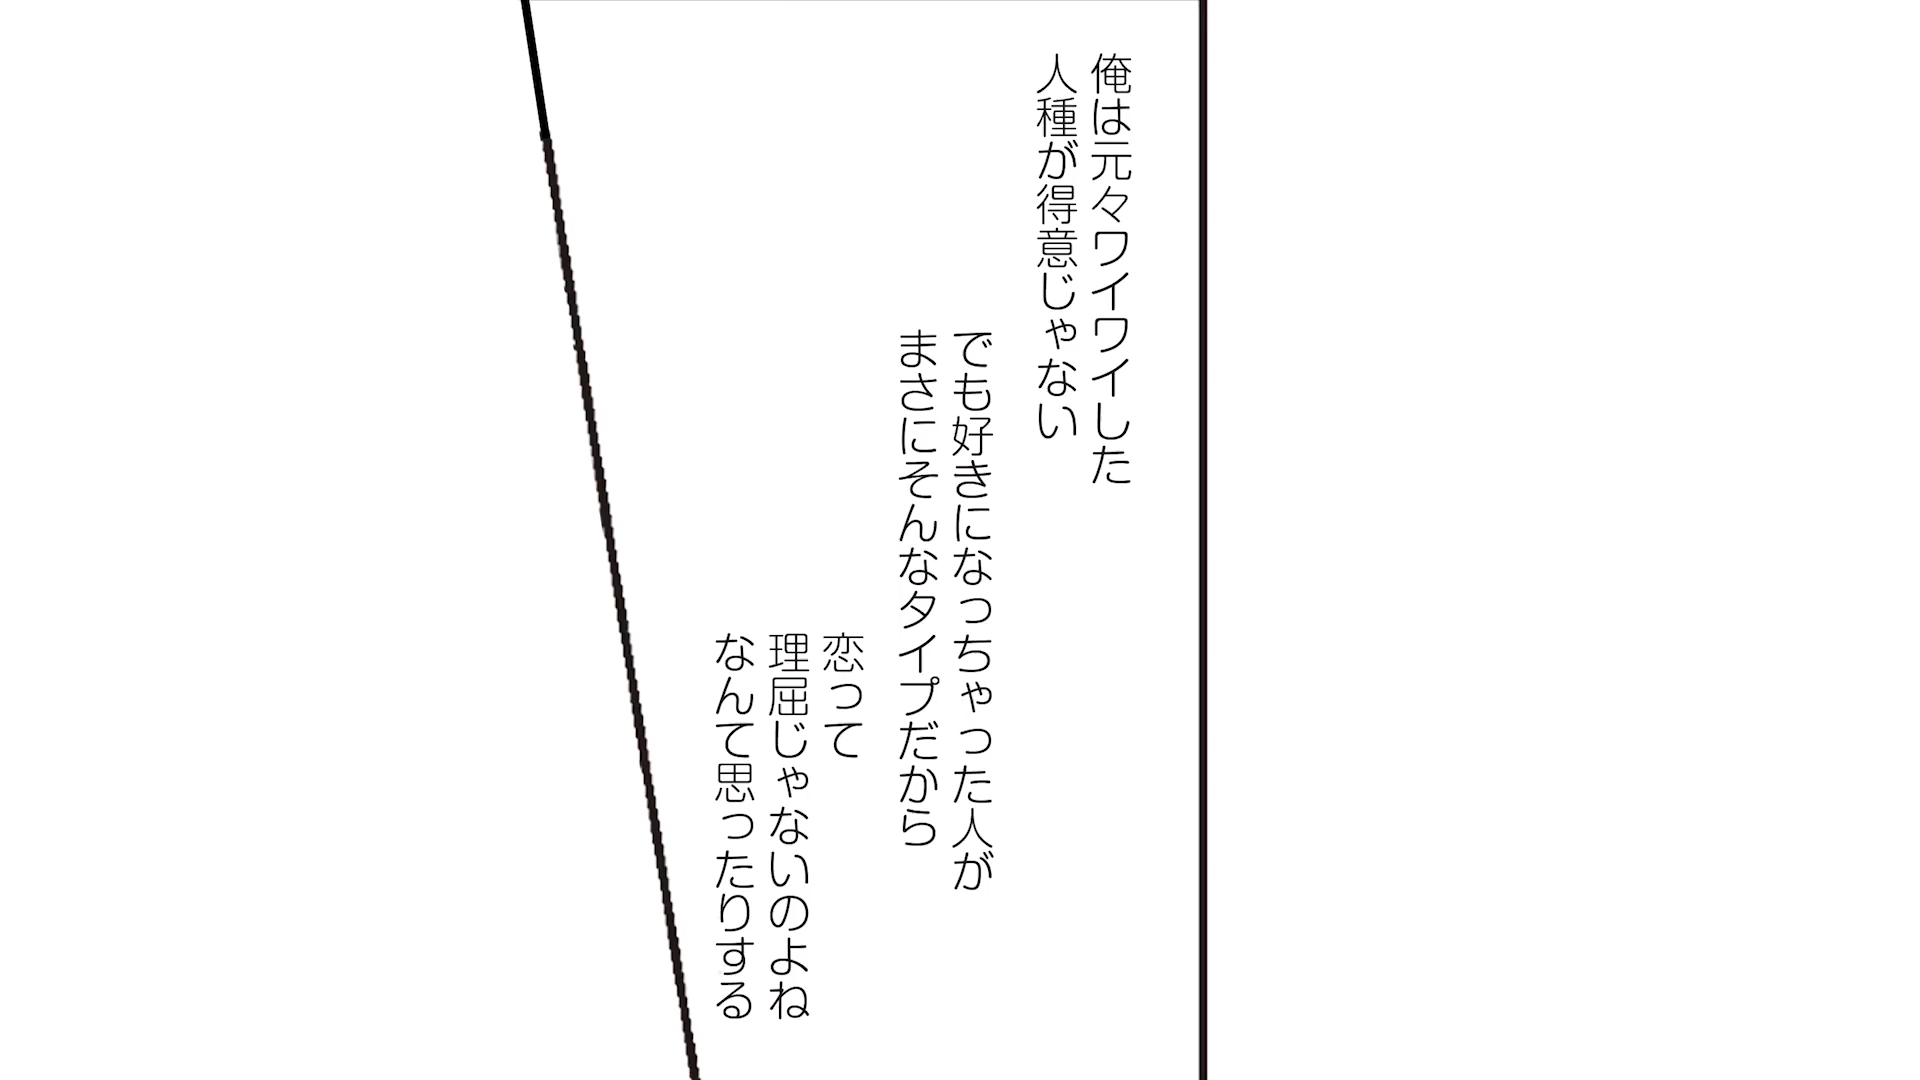 俺は元々ワイワイした
人種が得意じゃない
でも好きになっちゃった人が
まさにそんなタイプだから
恋って
理屈じゃないのよね
なんて思ったりする